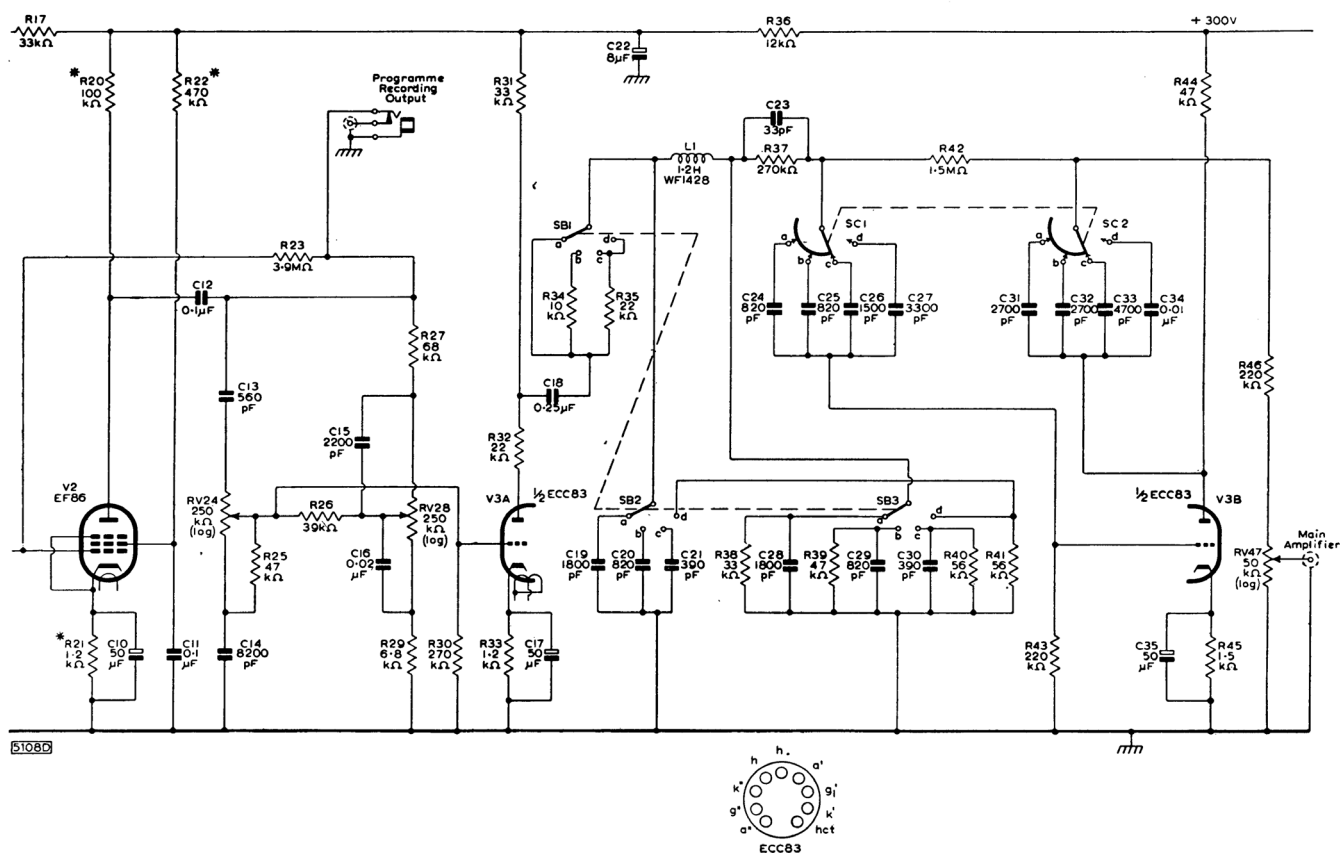 R17
33kΩ
R36
12kΩ
+ 300V
C22
8μF
*
R20
100
kΩ
R22
470
kΩ
*
Programme
Recording
Output
R31
33
kΩ
R44
47
kΩ
C23
33pF
L1
1·2H
WF1428
R37
270kΩ
R42
1·5MΩ
SB1
a
b
c
d
SC1
a
b
c
d
SC2
a
b
c
d
R23
3·9MΩ
C12
0·1μF
R34
10
kΩ
R35
22
kΩ
C24
820
pF
C25
820
pF
C26
1500
pF
C27
3300
pF
C31
2700
pF
C32
2700
pF
C33
4700
pF
C34
0·01
μF
R27
68
kΩ
C13
560
pF
C18
0·25μF
R46
220
kΩ
C15
2200
pF
R32
22
kΩ
V2
EF86
RV24
250
kΩ
(log)
R26
39kΩ
RV28
250
kΩ
(log)
V3A
½ ECC83
SB2
a
b
c
d
SB3
a
b
c
d
½ ECC83
V3B
Main
Amplifier
RV47
50
kΩ
(log)
R25
47
kΩ
C16
0·02
μF
C19
1800
pF
C20
820
pF
C21
390
pF
R38
33
kΩ
C28
1800
pF
R39
47
kΩ
C29
820
pF
C30
390
pF
R40
56
kΩ
R41
56
kΩ
*
R21
1·2
kΩ
C10
50
μF
C11
0·1
μF
C14
8200
pF
R29
6·8
kΩ
R30
270
kΩ
R33
1·2
kΩ
C17
50
μF
R43
220
kΩ
C35
50
μF
R45
1·5
kΩ
5108D
h
h
a'
k"
g'
g"
k'
a"
hct
ECC83